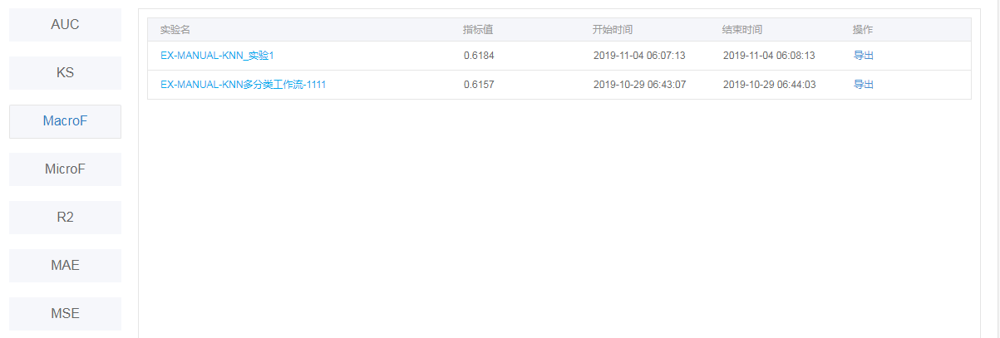 AUC
KS
MacroF
MicroF
R2
MAE
MSE
实验名 指标值 开始时间 结束时间 操作
EX-MANUAL-KNN_实验1 0.6184 2019-11-04 06:07:13 2019-11-04 06:08:13 导出
EX-MANUAL-KNN多分类工作流-1111 0.6157 2019-10-29 06:43:07 2019-10-29 06:44:03 导出